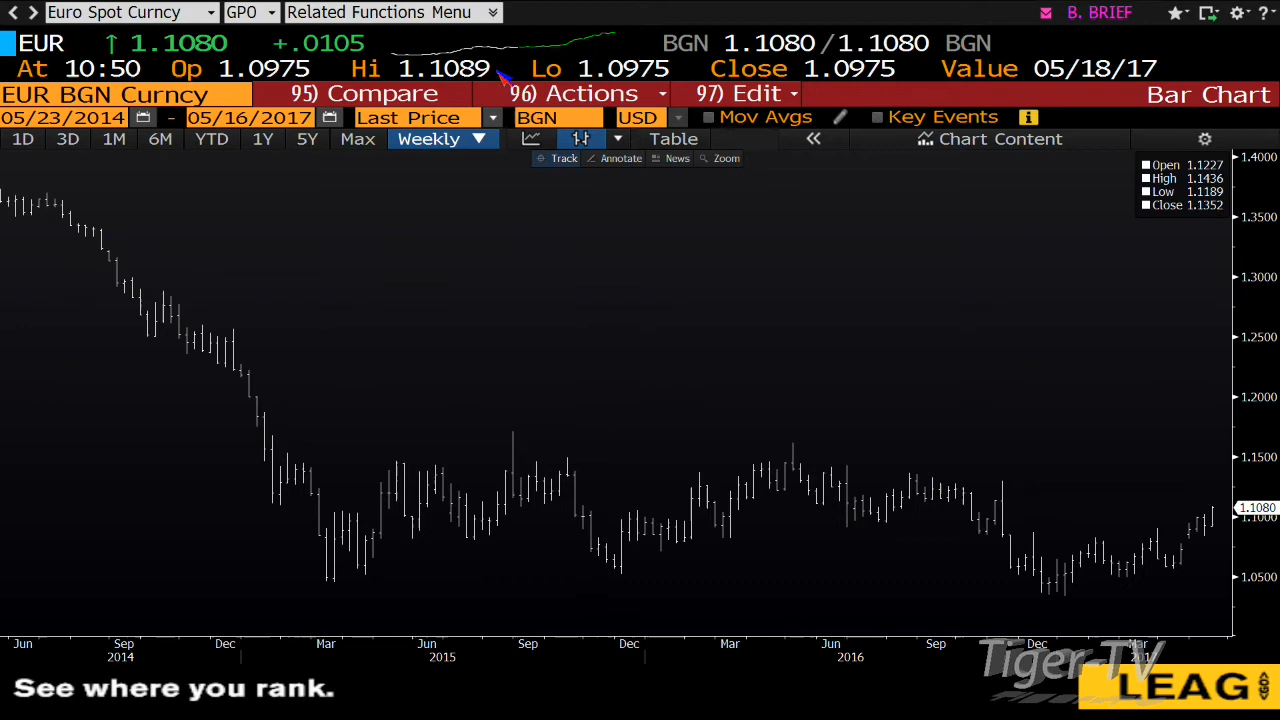 Euro Spot Curncy GPO Related Functions Menu B. BRIEF ?
EUR ↑ 1.1080 +.0105 BGN 1.1080/1.1080 BGN
At 10:50 Op 1.0975 Hi 1.1089 Lo 1.0975 Close 1.0975 Value 05/18/17
EUR BGN Curncy 95) Compare 96) Actions 97) Edit Bar Chart
05/23/2014 - 05/16/2017 Last Price BGN USD Mov Avgs Key Events i
1D 3D 1M 6M YTD 1Y 5Y Max Weekly ▼ Table « Chart Content
Track Annotate News Zoom
Open 1.1227
High 1.1436
Low 1.1189
Close 1.1352
1.4000
1.3500
1.3000
1.2500
1.2000
1.1500
1.1080
1.1000
1.0500
Jun Sep Dec Mar Jun Sep Dec Mar Jun Sep Dec Mar
2014 2015 2016
Tiger-TV
See where you rank.
LEAG